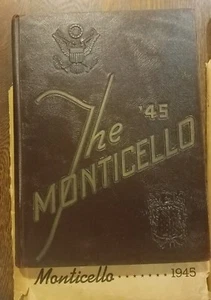 '45
The
MONTICELLO
Monticello.......1945